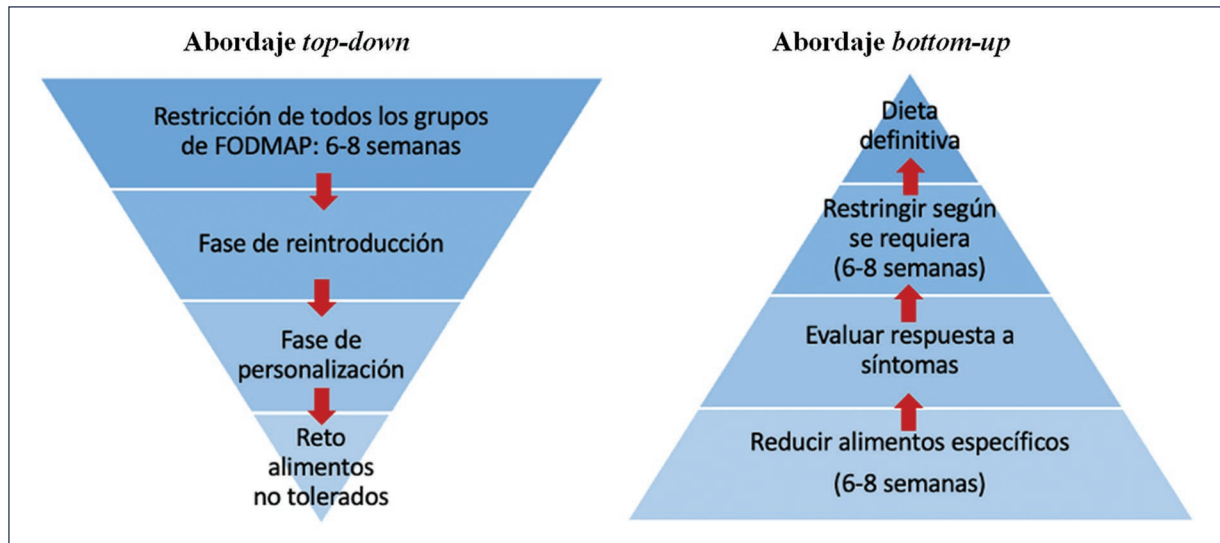 Abordaje top-down
Restricción de todos los grupos
de FODMAP: 6-8 semanas
Fase de reintroducción
Fase de
personalización
Reto
alimentos
no tolerados
Abordaje bottom-up
Dieta
definitiva
Restringir según
se requiera
(6-8 semanas)
Evaluar respuesta a
síntomas
Reducir alimentos específicos
(6-8 semanas)